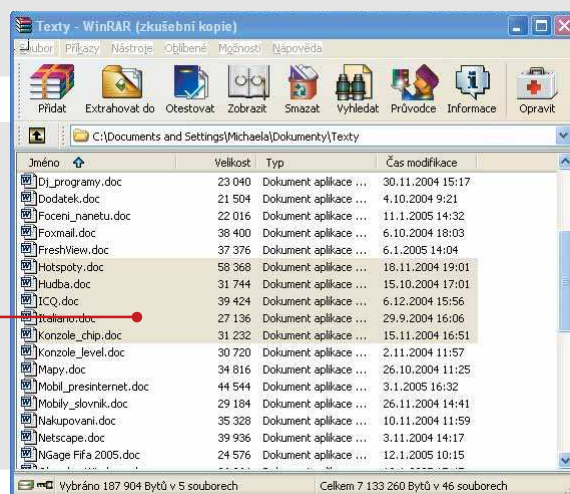 Texty - WinRAR (zkušební kopie)
Soubor Příkazy Nástroje Oblíbené Možnosti Nápověda
Přidat Extrahovat do Otestovat Zobrazit Smazat Vyhledat Průvodce Informace Opravit
C:\Documents and Settings\Michaela\Dokumenty\Texty
Jméno Velikost Typ Čas modifikace
Dj_programy.doc 23 040 Dokument aplikace ... 30.11.2004 15:17
Dodatek.doc 21 504 Dokument aplikace ... 4.10.2004 9:21
Foceni_nanetu.doc 22 016 Dokument aplikace ... 11.1.2005 14:32
Foxmail.doc 38 400 Dokument aplikace ... 6.10.2004 18:03
FreshView.doc 37 376 Dokument aplikace ... 6.1.2005 14:04
Hotspoty.doc 58 368 Dokument aplikace ... 18.11.2004 19:01
Hudba.doc 31 744 Dokument aplikace ... 15.10.2004 17:01
ICQ.doc 39 424 Dokument aplikace ... 6.12.2004 15:56
Italiano.doc 27 136 Dokument aplikace ... 29.9.2004 16:06
Konzole_chip.doc 31 232 Dokument aplikace ... 15.11.2004 16:51
Konzole_level.doc 30 720 Dokument aplikace ... 2.11.2004 11:57
Mapy.doc 34 816 Dokument aplikace ... 26.10.2004 11:25
Mobil_presinternet.doc 44 544 Dokument aplikace ... 3.1.2005 16:32
Mobily_slovnik.doc 29 184 Dokument aplikace ... 26.11.2004 14:41
Nakupovani.doc 35 328 Dokument aplikace ... 10.11.2004 11:59
Netscape.doc 39 936 Dokument aplikace ... 3.11.2004 14:17
NGage Fifa 2005.doc 24 576 Dokument aplikace ... 12.1.2005 10:15
Vybráno 187 904 Bytů v 5 souborech Celkem 7 133 260 Bytů v 46 souborech